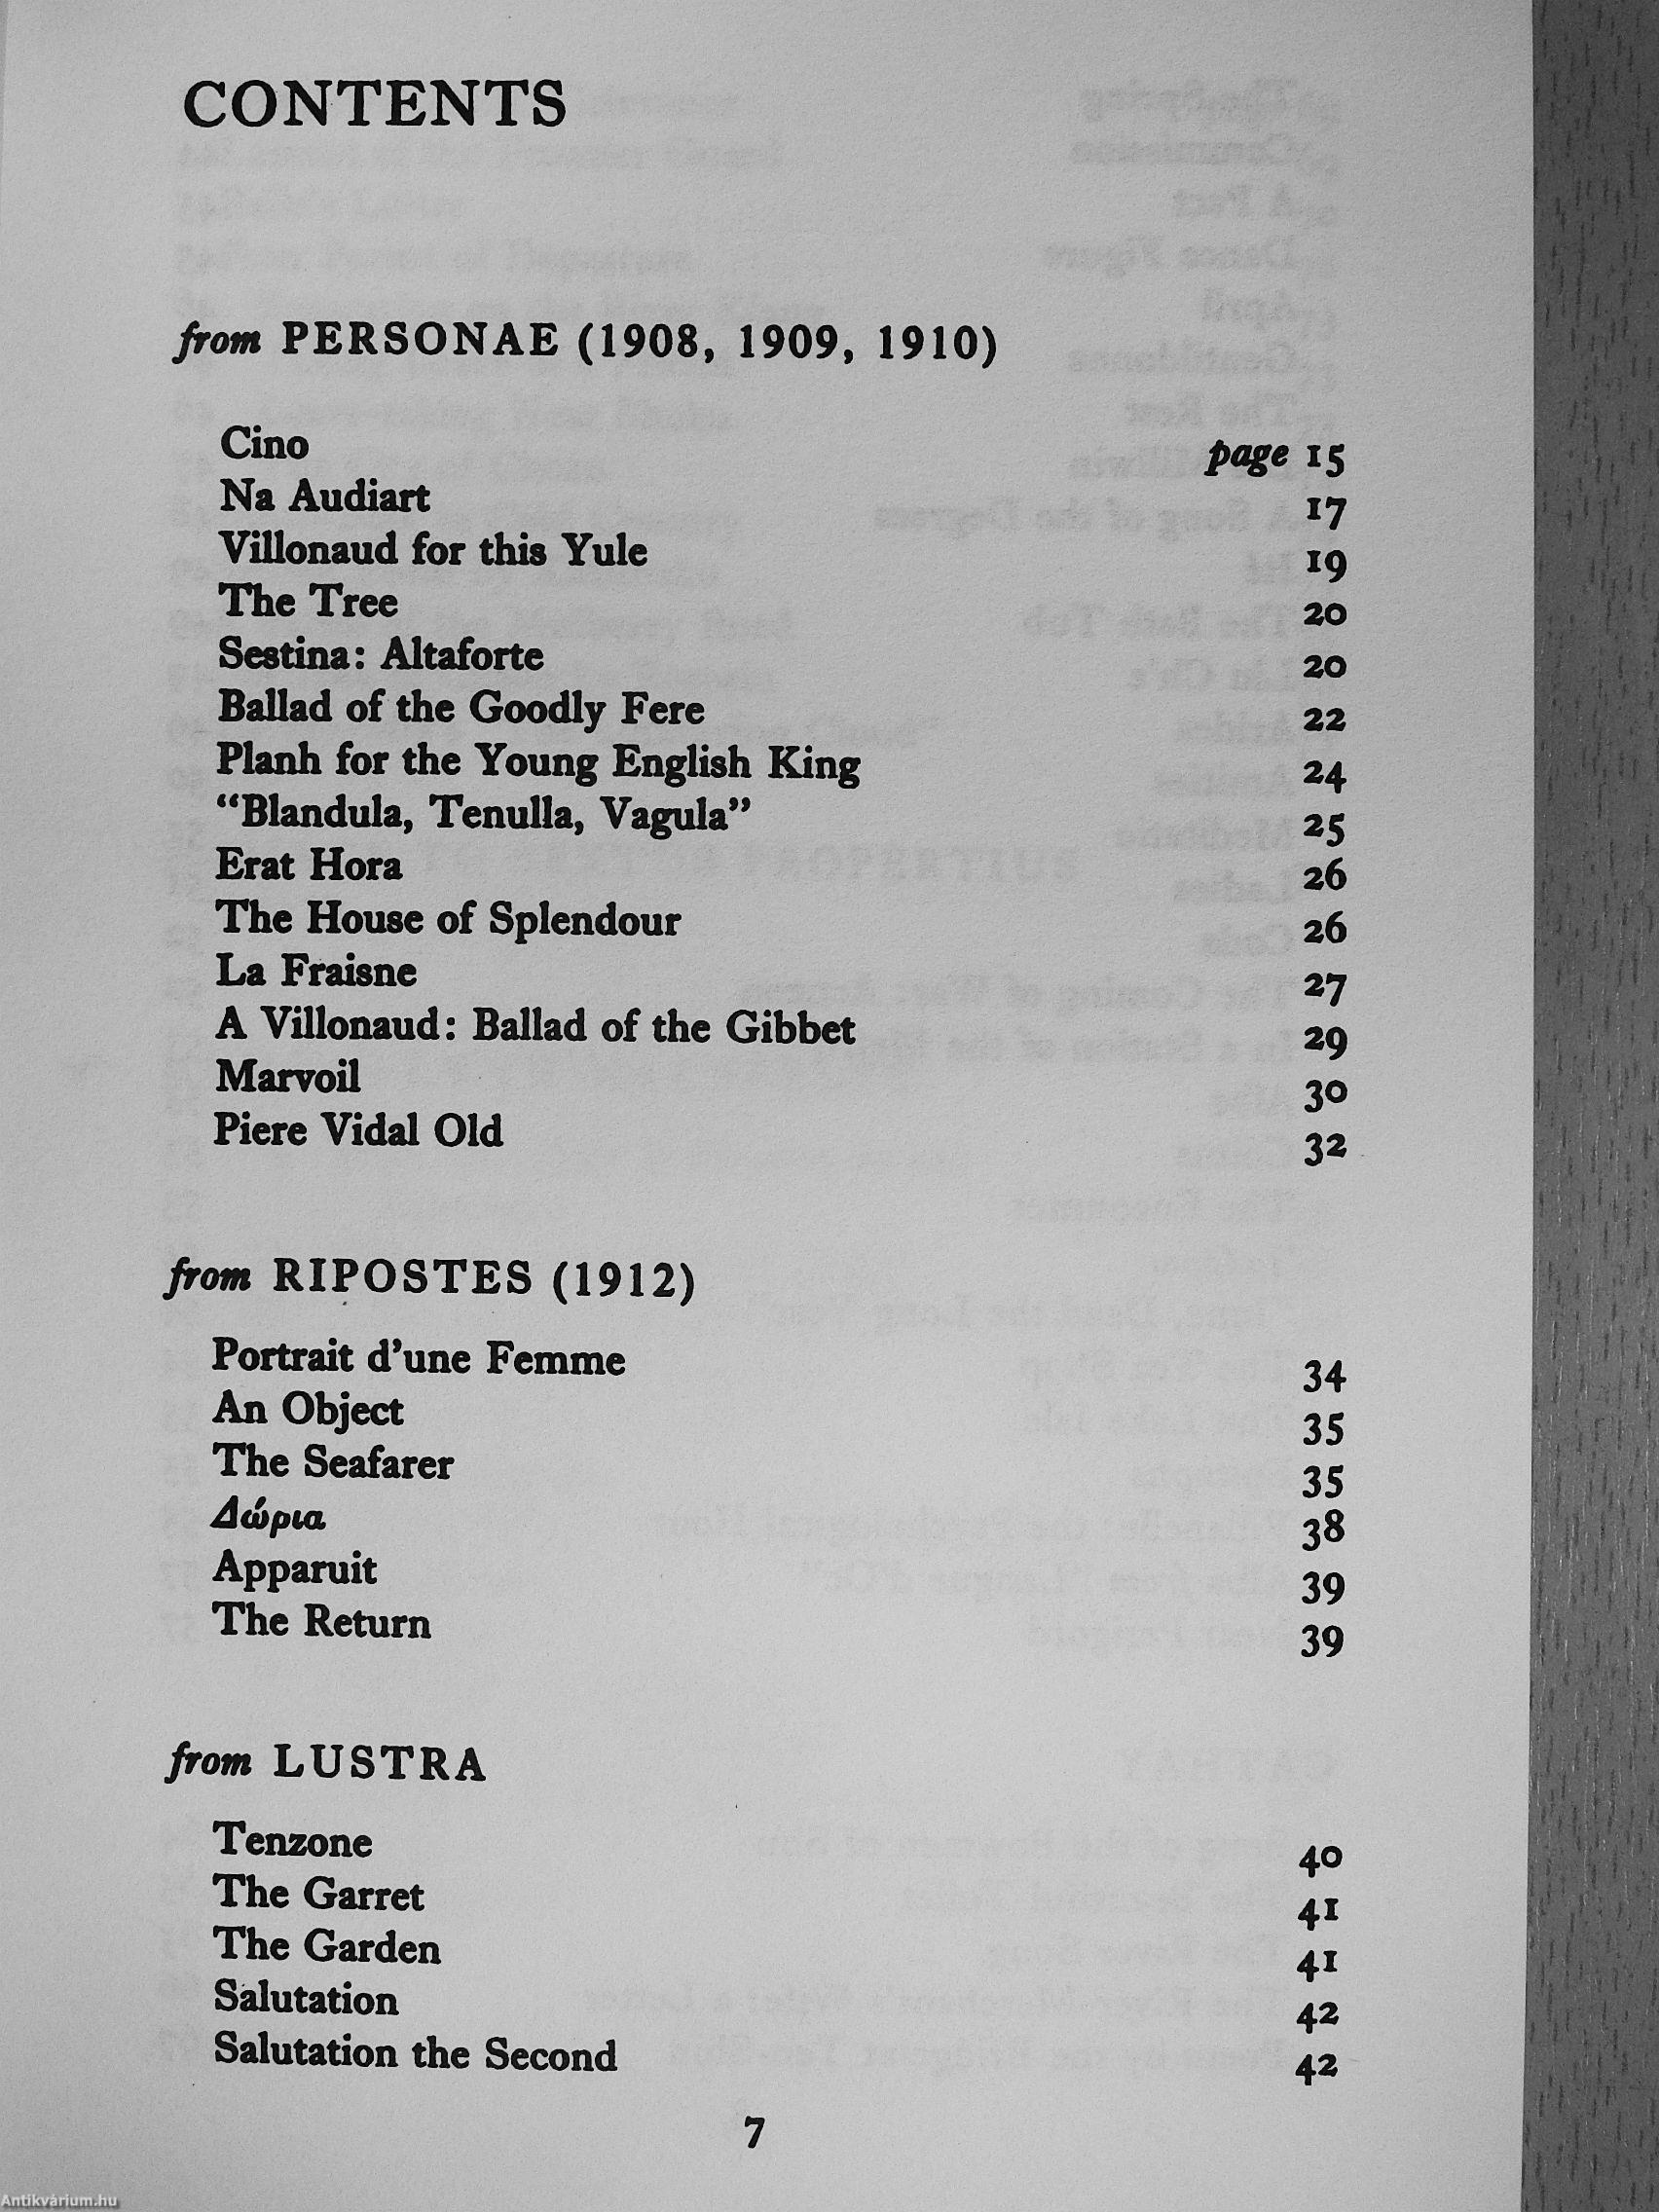 CONTENTS
from PERSONAE (1908, 1909, 1910)
Cino page 15
Na Audiart 17
Villonaud for this Yule 19
The Tree 20
Sestina: Altaforte 20
Ballad of the Goodly Fere 22
Planh for the Young English King 24
“Blandula, Tenulla, Vagula” 25
Erat Hora 26
The House of Splendour 26
La Fraisne 27
A Villonaud: Ballad of the Gibbet 29
Marvoil 30
Piere Vidal Old 32
from RIPOSTES (1912)
Portrait d’une Femme 34
An Object 35
The Seafarer 35
Δώρια 38
Apparuit 39
The Return 39
from LUSTRA
Tenzone 40
The Garret 41
The Garden 41
Salutation 42
Salutation the Second 42
7
Antikvárium.hu